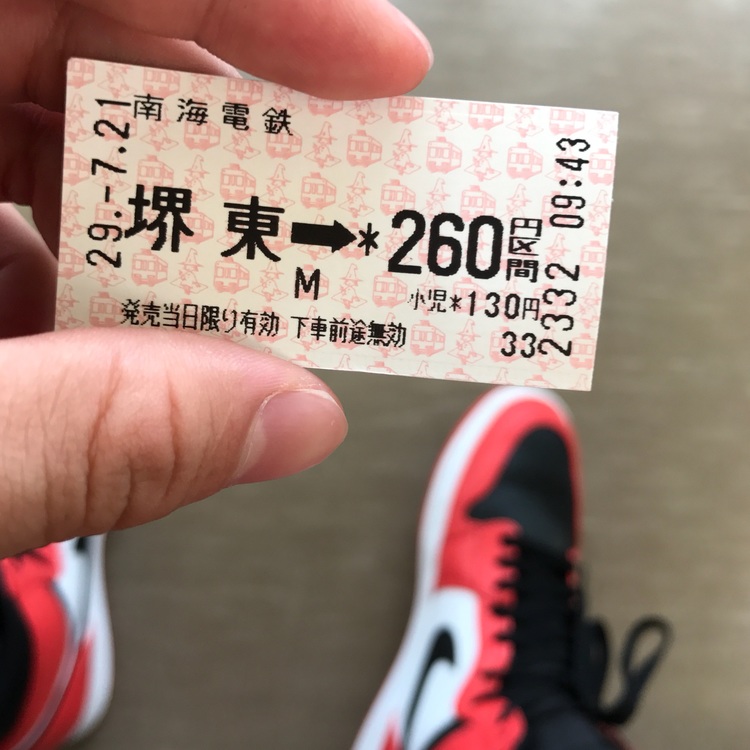 南海電鉄
29.-7.21
堺東➡*260円区間
M
小児*130円
発売当日限り有効 下車前途無効
33
2332 09:43